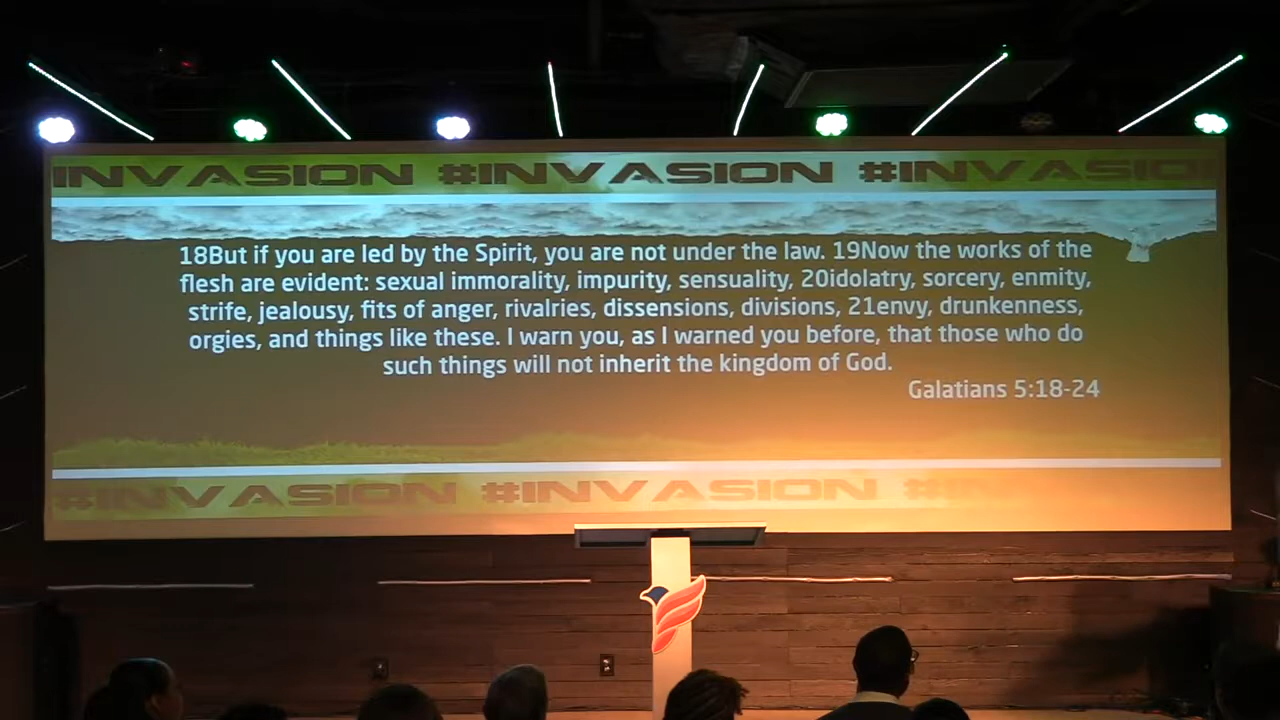 INVASION #INVASION #INVASIO
18But if you are led by the Spirit, you are not under the law. 19Now the works of the
flesh are evident: sexual immorality, impurity, sensuality, 20idolatry, sorcery, enmity,
strife, jealousy, fits of anger, rivalries, dissensions, divisions, 21envy, drunkenness,
orgies, and things like these. I warn you, as I warned you before, that those who do
such things will not inherit the kingdom of God.
Galatians 5:18-24
#INVASION #INVASION #IN